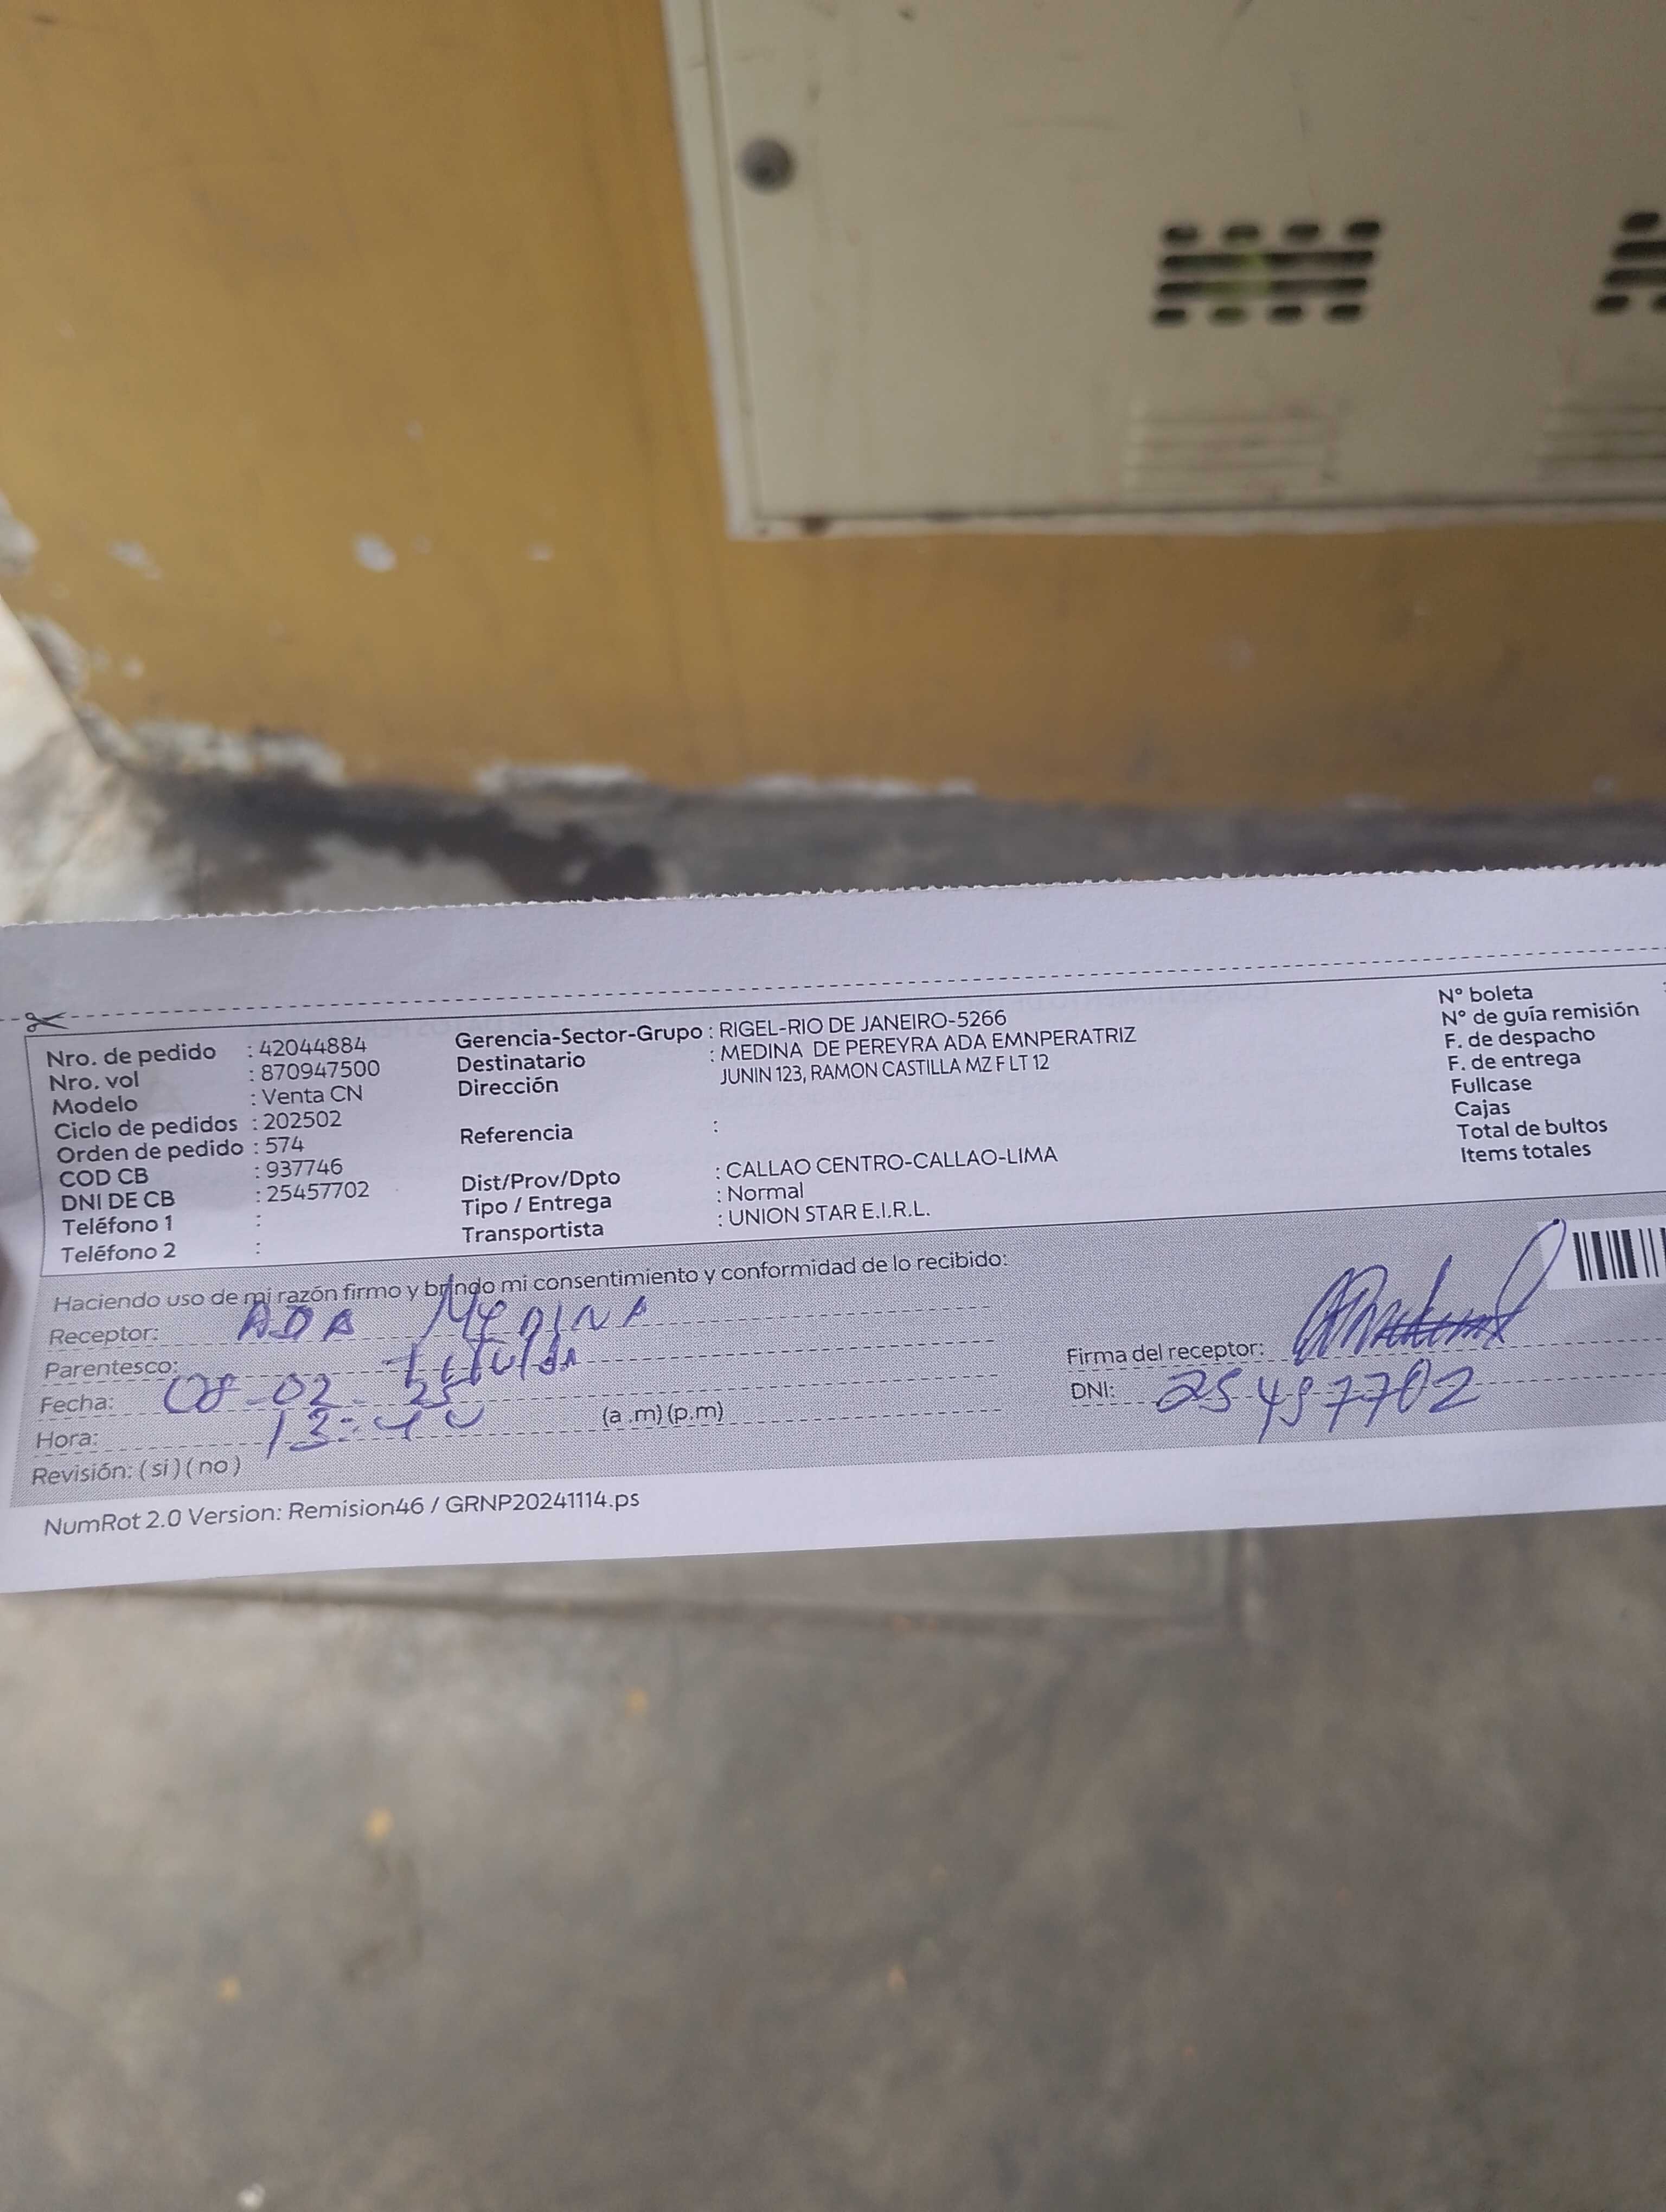 Nro. de pedido : 42044884
Nro. vol : 870947500
Modelo : Venta CN
Ciclo de pedidos : 202502
Orden de pedido : 574
COD CB : 937746
DNI DE CB : 25457702
Teléfono 1 :
Teléfono 2 :
Gerencia-Sector-Grupo : RIGEL-RIO DE JANEIRO-5266
Destinatario : MEDINA DE PEREYRA ADA EMNPERATRIZ
Dirección JUNIN 123, RAMON CASTILLA MZ F LT 12
Referencia :
Dist/Prov/Dpto : CALLAO CENTRO-CALLAO-LIMA
Tipo / Entrega : Normal
Transportista : UNION STAR E.I.R.L.
N° boleta
N° de guía remisión
F. de despacho
F. de entrega
Fullcase
Cajas
Total de bultos
Items totales
Haciendo uso de mi razón firmo y brindo mi consentimiento y conformidad de lo recibido:
Receptor: ADA MEDINA
Parentesco: titular
Fecha: 08-02-25
Hora: 13:40 (a .m) (p.m)
Revisión: ( si ) ( no )
Firma del receptor:
DNI: 25457702
NumRot 2.0 Version: Remision46 / GRNP20241114.ps